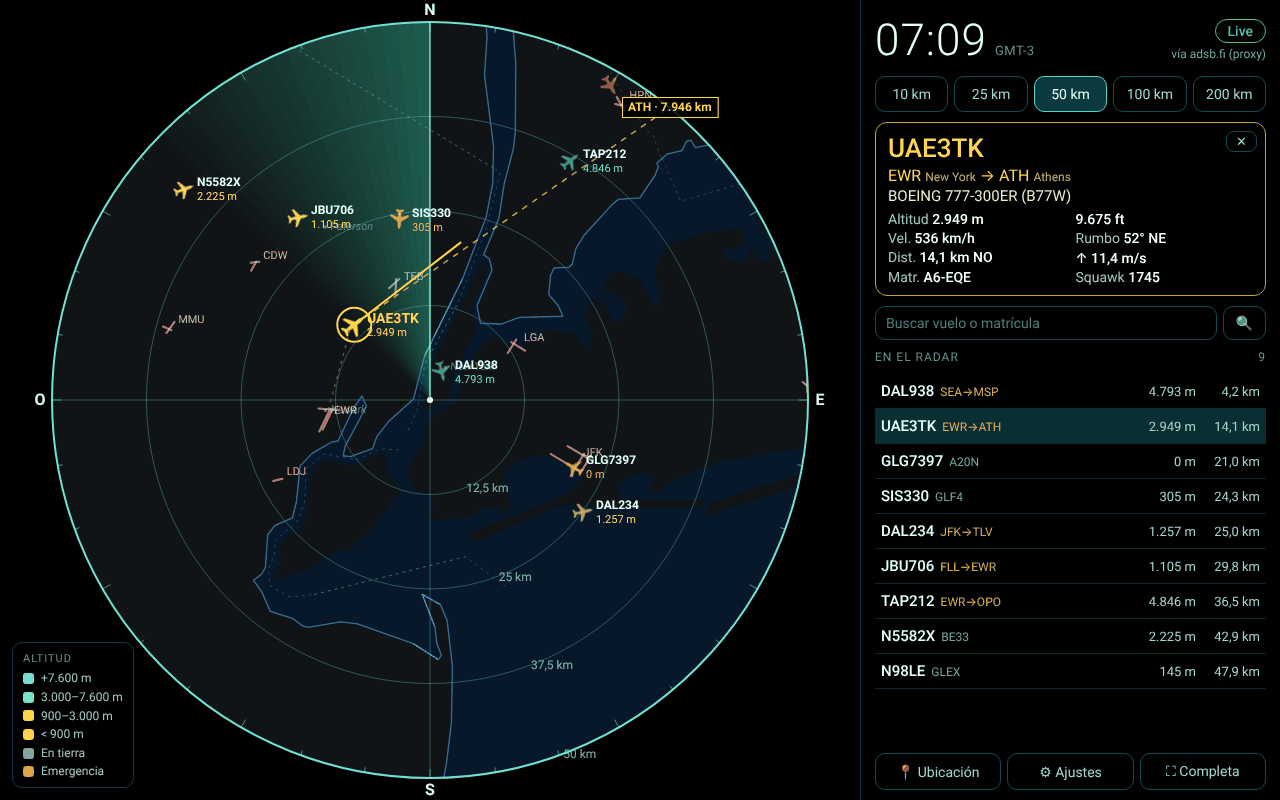 N
HPN
ATH · 7.946 km
TAP212
4.846 m
N5582X
2.225 m
JBU706
1.105 m
SIS330
305 m
CDW
TEB
MMU
UAE3TK
2.949 m
LGA
DAL938
4.793 m
O
E
EWR
JFK
GLG7397
0 m
LDJ
12,5 km
DAL234
1.257 m
25 km
37,5 km
50 km
S
ALTITUD
+7.600 m
3.000–7.600 m
900–3.000 m
< 900 m
En tierra
Emergencia
07:09 GMT-3
Live
vía adsb.fi (proxy)
10 km 25 km 50 km 100 km 200 km
UAE3TK ✕
EWR New York → ATH Athens
BOEING 777-300ER (B77W)
Altitud 2.949 m 9.675 ft
Vel. 536 km/h Rumbo 52° NE
Dist. 14,1 km NO ↑ 11,4 m/s
Matr. A6-EQE Squawk 1745
Buscar vuelo o matrícula
EN EL RADAR 9
DAL938 SEA→MSP 4.793 m 4,2 km
UAE3TK EWR→ATH 2.949 m 14,1 km
GLG7397 A20N 0 m 21,0 km
SIS330 GLF4 305 m 24,3 km
DAL234 JFK→TLV 1.257 m 25,0 km
JBU706 FLL→EWR 1.105 m 29,8 km
TAP212 EWR→OPO 4.846 m 36,5 km
N5582X BE33 2.225 m 42,9 km
N98LE GLEX 145 m 47,9 km
Ubicación
Ajustes
Completa